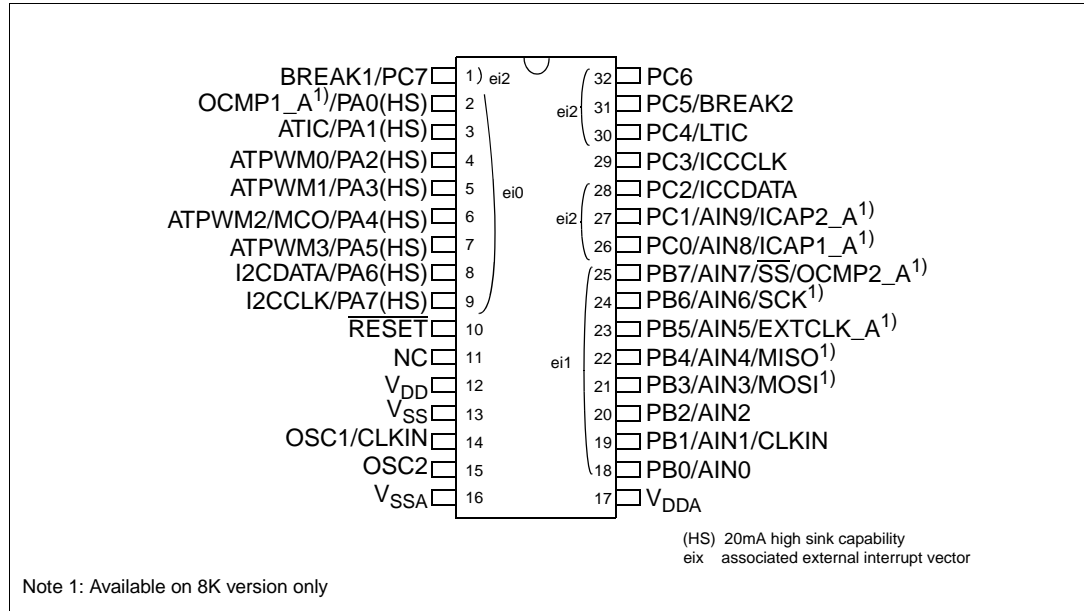 BREAK1/PC7 1 ) ei2
OCMP1_A1)/PA0(HS) 2
ATIC/PA1(HS) 3
ATPWM0/PA2(HS) 4
ATPWM1/PA3(HS) 5
ei0
ATPWM2/MCO/PA4(HS) 6
ATPWM3/PA5(HS) 7
I2CDATA/PA6(HS) 8
I2CCLK/PA7(HS) 9
RESET 10
NC 11
VDD 12
VSS 13
OSC1/CLKIN 14
OSC2 15
VSSA 16
32 PC6
ei2 31 PC5/BREAK2
30 PC4/LTIC
29 PC3/ICCCLK
28 PC2/ICCDATA
ei2 27 PC1/AIN9/ICAP2_A1)
26 PC0/AIN8/ICAP1_A1)
25 PB7/AIN7/SS/OCMP2_A1)
24 PB6/AIN6/SCK1)
23 PB5/AIN5/EXTCLK_A1)
ei1 22 PB4/AIN4/MISO1)
21 PB3/AIN3/MOSI1)
20 PB2/AIN2
19 PB1/AIN1/CLKIN
18 PB0/AIN0
17 VDDA
(HS) 20mA high sink capability
eix associated external interrupt vector
Note 1: Available on 8K version only